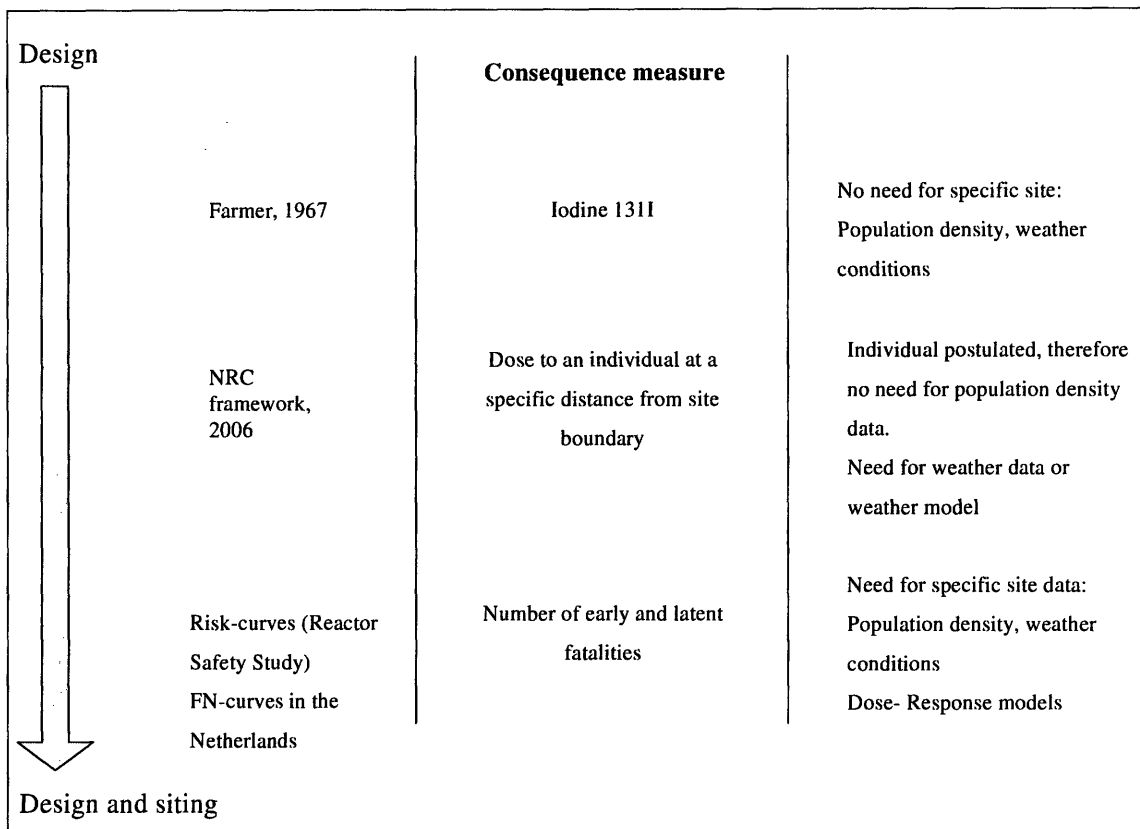 Design
Consequence measure
Farmer, 1967
Iodine 131I
No need for specific site:
Population density, weather
conditions
NRC
framework,
2006
Dose to an individual at a
specific distance from site
boundary
Individual postulated, therefore
no need for population density
data.
Need for weather data or
weather model
Risk-curves (Reactor
Safety Study)
FN-curves in the
Netherlands
Number of early and latent
fatalities
Need for specific site data:
Population density, weather
conditions
Dose- Response models
Design and siting